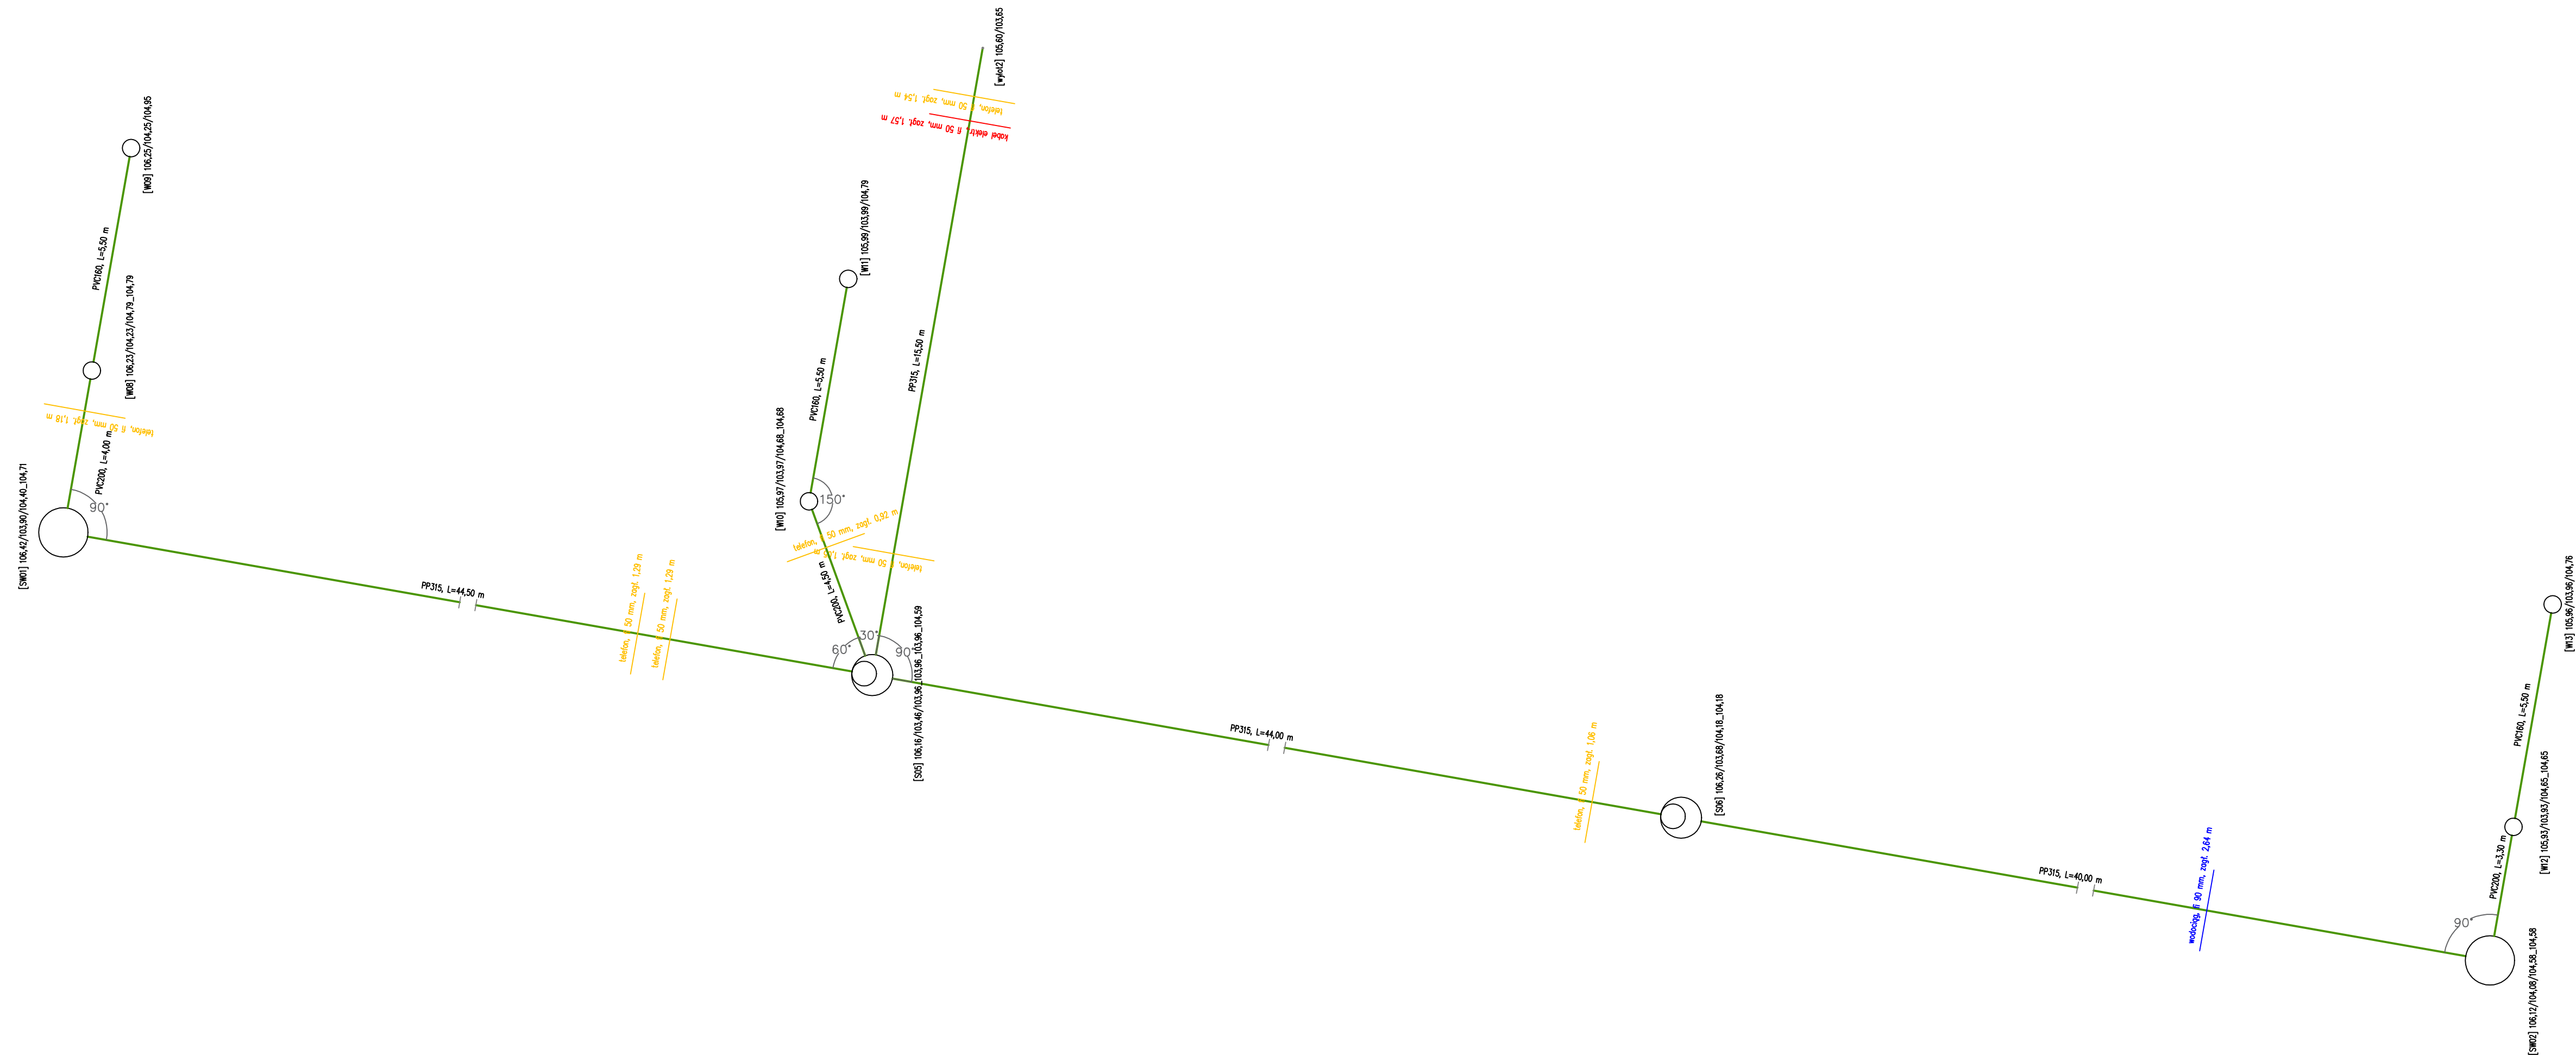 [wylot2] 105,60/103,65
telefon, fi 50 mm, zagł. 1,54 m
kabel elektr., fi 50 mm, zagł. 1,57 m
[W09] 106,25/104,25/104,95
PVC160, L=5,50 m
[W08] 106,23/104,23/104,79_104,79
telefon, fi 50 mm, zagł. 1,18 m
PVC200, L=4,00 m
90°
[SW01] 106,42/103,90/104,40_104,71
PP315, L=44,50 m
telefon, fi 50 mm, zagł. 1,29 m
telefon, fi 50 mm, zagł. 1,29 m
[W11] 105,99/103,99/104,79
PVC160, L=5,50 m
PP315, L=15,50 m
[W10] 105,97/103,97/104,68_104,68
150°
telefon, fi 50 mm, zagł. 0,92 m
telefon, fi 50 mm, zagł.
PVC200, L=4,50 m
60°
30°
90°
[S05] 106,16/103,46/103,96_103,96_103,96_104,59
PP315, L=44,00 m
telefon, fi 50 mm, zagł. 1,06 m
[S06] 106,26/103,68/104,18_104,18
PP315, L=40,00 m
wodociąg, fi 90 mm, zagł. 2,64 m
[W13] 105,96/103,96/104,76
PVC160, L=5,50 m
[W12] 105,93/103,93/104,65_104,65
PVC200, L=3,30 m
90°
[SW02] 106,12/104,08/104,58_104,58